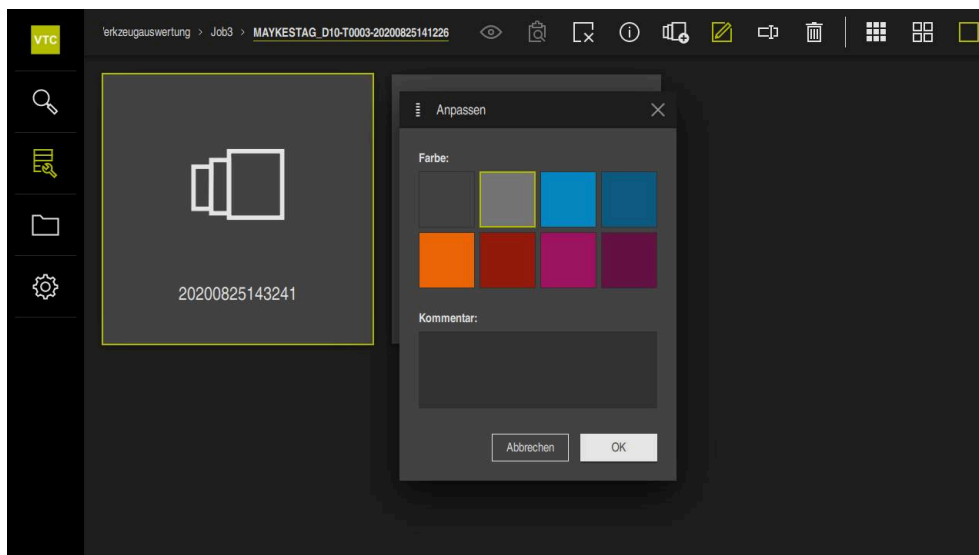 VTC
'erkzeugauswertung > Job3 > MAYKESTAG_D10-T0003-20200825141226
20200825143241
Anpassen
Farbe:
Kommentar:
Abbrechen
OK